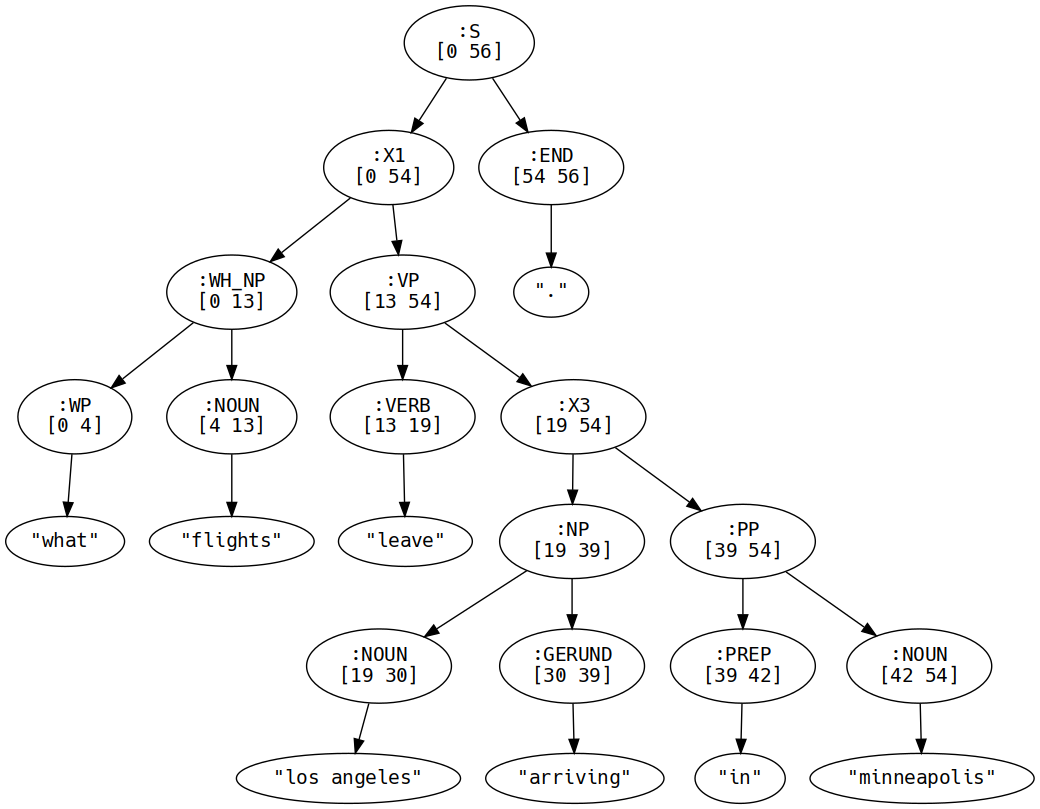 :S
[0 56]
:X1
[0 54]
:END
[54 56]
:WH_NP
[0 13]
:VP
[13 54]
"."
:WP
[0 4]
:NOUN
[4 13]
:VERB
[13 19]
:X3
[19 54]
"what"
"flights"
"leave"
:NP
[19 39]
:PP
[39 54]
:NOUN
[19 30]
:GERUND
[30 39]
:PREP
[39 42]
:NOUN
[42 54]
"los angeles"
"arriving"
"in"
"minneapolis"